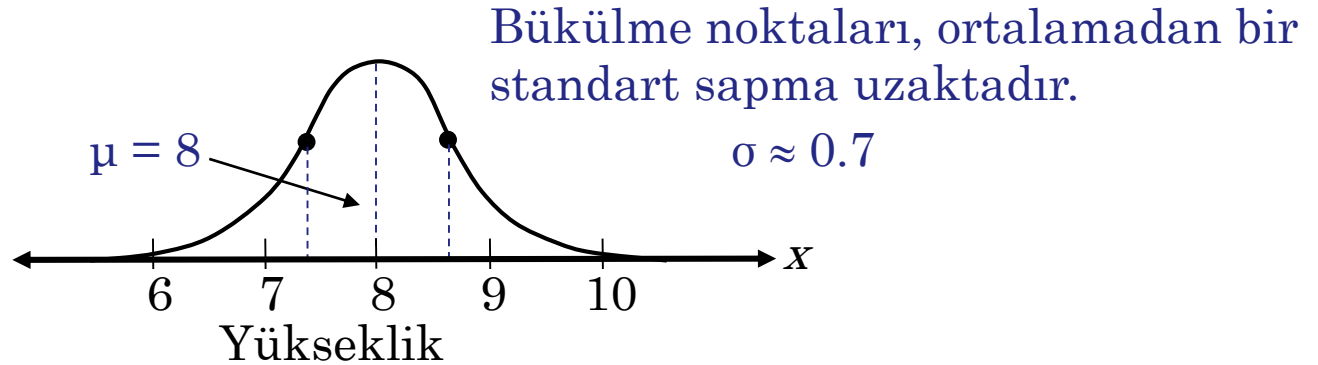 Bükülme noktaları, ortalamadan bir
standart sapma uzaktadır.
μ = 8
σ ≈ 0.7
x
6 7 8 9 10
Yükseklik